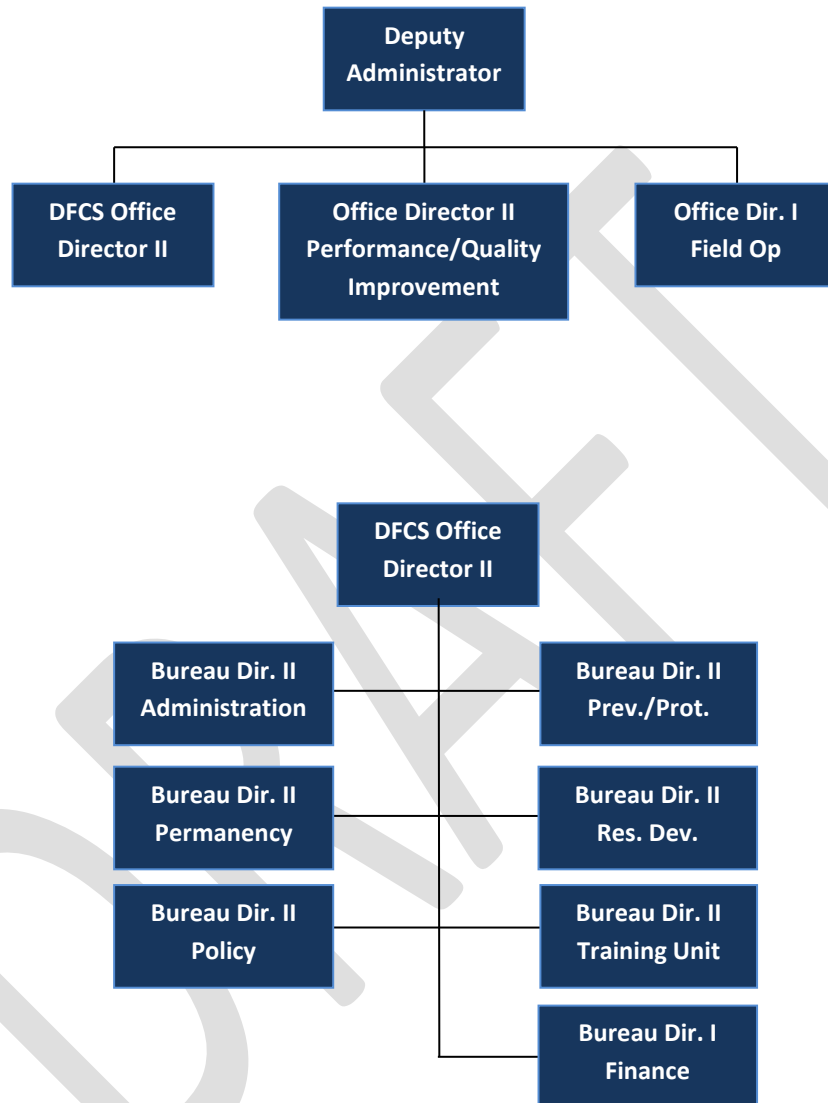 Deputy
Administrator
DFCS Office
Director II
Office Director II
Performance/Quality
Improvement
Office Dir. I
Field Op
DFCS Office
Director II
Bureau Dir. II
Administration
Bureau Dir. II
Prev./Prot.
Bureau Dir. II
Permanency
Bureau Dir. II
Res. Dev.
Bureau Dir. II
Policy
Bureau Dir. II
Training Unit
Bureau Dir. I
Finance
DRAFT